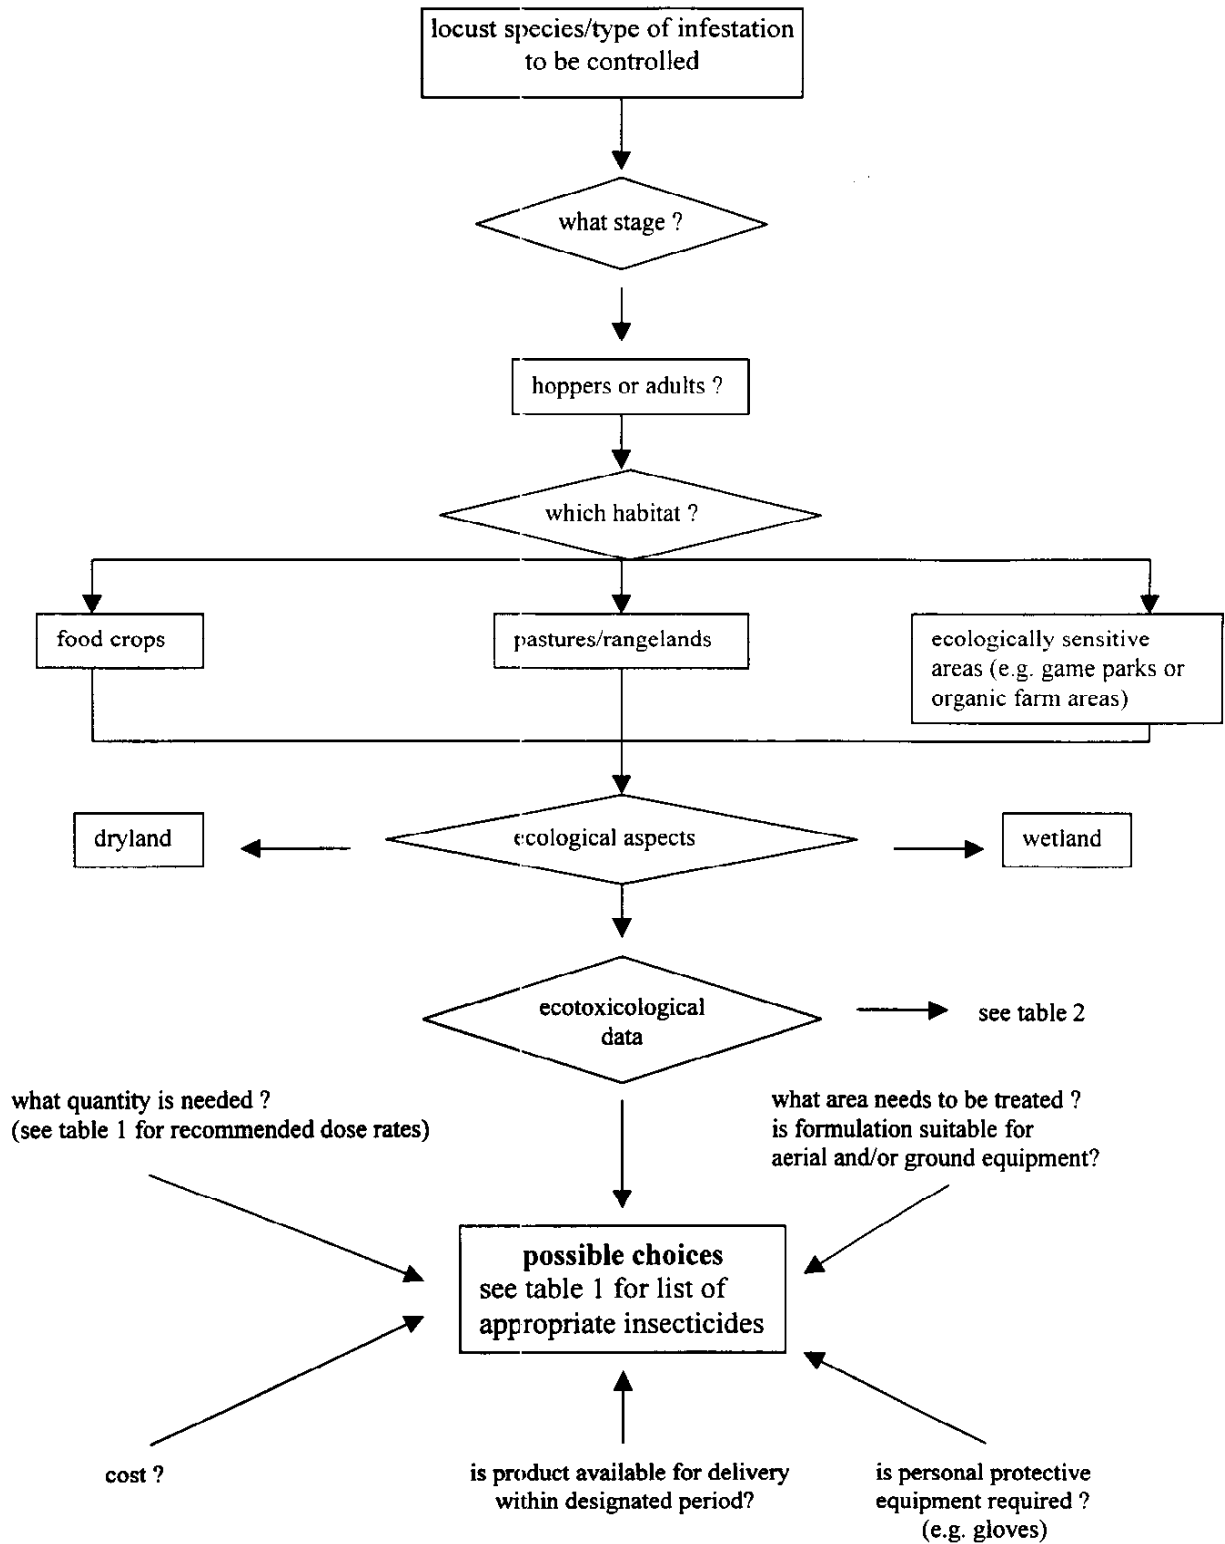 locust species/type of infestation
to be controlled
what stage ?
hoppers or adults ?
which habitat ?
food crops
pastures/rangelands
ecologically sensitive
areas (e.g. game parks or
organic farm areas)
dryland
ecological aspects
wetland
ecotoxicological
data
see table 2
what quantity is needed ?
(see table 1 for recommended dose rates)
what area needs to be treated ?
is formulation suitable for
aerial and/or ground equipment?
possible choices
see table 1 for list of
appropriate insecticides
cost ?
is product available for delivery
within designated period?
is personal protective
equipment required ?
(e.g. gloves)